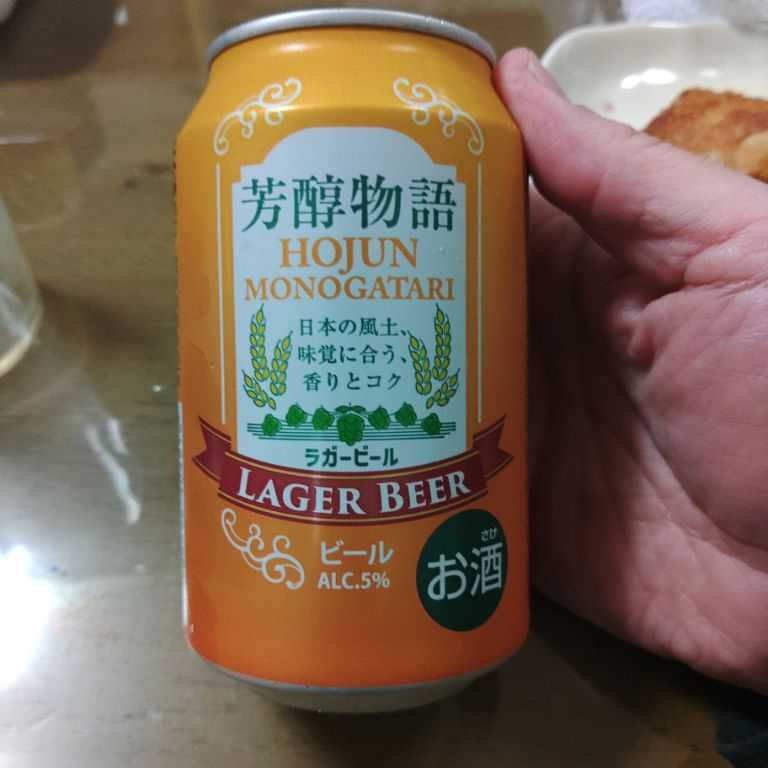 芳醇物語
HOJUN
MONOGATARI
日本の風土、
味覚に合う、
香りとコク
ラガービール
LAGER BEER
ビール
ALC.5%
さけ
お酒